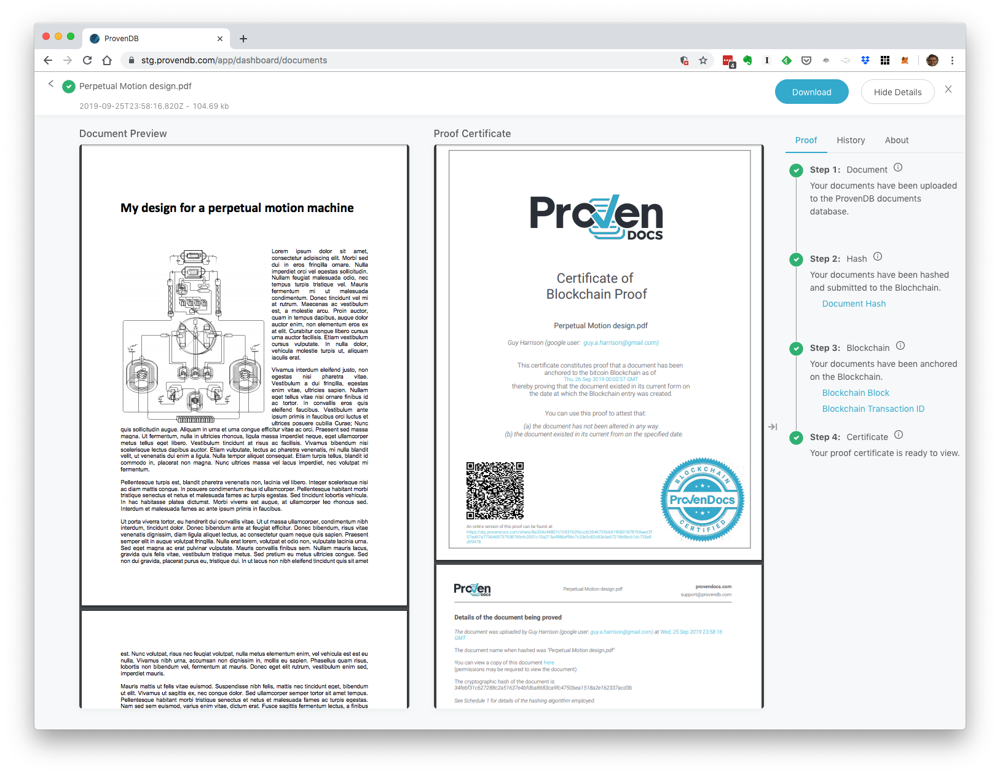 ProvenDB
stg.provendb.com/app/dashboard/documents
4
Perpetual Motion design.pdf
2019-09-25T23:58:16.820Z - 104.69 kb
Download
Hide Details
Document Preview
My design for a perpetual motion machine
Lorem ipsum dolor sit amet,
consectetur adipiscing elit. Morbi sed
dui in eros fringilla ornare. Nulla
imperdiet orci vel egestas sollicitudin.
Nullam feugiat malesuada odio, nec
tempus turpis tristique vel. Mauris
fermentum mi ut malesuada
condimentum. Donec tincidunt vel mi
at rutrum. Maecenas ac vestibulum
est, a molestie arcu. Proin auctor,
quam in tempus dapibus, augue dolor
auctor enim, non elementum eros ex
at elit. Curabitur congue libero cursus
urna auctor facilisis. Etiam vestibulum
cursus vulputate. In nulla dolor,
vehicula molestie turpis ut, aliquam
iaculis erat.
Vivamus interdum eleifend justo, non
egestas nisi pharetra vitae.
Vestibulum a dui fringilla, egestas
enim vitae, ultricies sapien. Nullam
eget tellus vitae nisi ornare finibus id
ac tortor. In convallis eros quis
eleifend faucibus. Vestibulum ante
ipsum primis in faucibus orci luctus et
ultrices posuere cubilia Curae; Nunc
quis sollicitudin augue. Aliquam in urna et urna congue efficitur vitae ac orci. Praesent sed massa
magna. Ut fermentum, nulla in ultricies rhoncus, ligula massa imperdiet neque, eget ullamcorper
metus tellus eget libero. Vestibulum tincidunt at risus ac facilisis. Vivamus bibendum nisi
scelerisque lectus dapibus auctor. Etiam vulputate, lectus ac pharetra venenatis, mi nulla blandit
velit, ut venenatis dui enim a ligula. Nulla tempor aliquet consequat. Etiam turpis tellus, blandit id
commodo in, placerat non magna. Nunc ultrices massa vel lacus imperdiet, nec volutpat mi
fermentum.
Pellentesque turpis est, blandit pharetra venenatis non, lacinia vel libero. Integer scelerisque nisi
ac diam mattis congue. In posuere condimentum risus id ullamcorper. Pellentesque habitant morbi
tristique senectus et netus et malesuada fames ac turpis egestas. Sed tincidunt lobortis vehicula.
In hac habitasse platea dictumst. Morbi viverra est augue, at ullamcorper leo rhoncus sed.
Interdum et malesuada fames ac ante ipsum primis in faucibus.
Ut porta viverra tortor, eu hendrerit dui convallis vitae. Ut ut massa ullamcorper, condimentum nibh
interdum, tincidunt dolor. Donec bibendum ante at feugiat efficitur. Donec bibendum, risus vitae
venenatis dignissim, diam ligula aliquet lectus, ac consectetur quam neque quis sapien. Praesent
semper elit in augue volutpat fringilla. Nulla erat lorem, volutpat et odio non, vulputate lacinia urna.
Sed eget magna ac erat pulvinar vulputate. Mauris convallis finibus sem. Nullam mauris lacus,
gravida quis felis vitae, vestibulum tristique metus. Sed pretium eu metus ultricies congue. Sed
non dui gravida, placerat purus eu, tristique dui. In ut lacus non nibh eleifend tincidunt quis sit amet
est. Nunc volutpat, risus nec feugiat volutpat, nulla metus elementum enim, vel vehicula est est eu
nulla. Vivamus nibh urna, accumsan non dignissim in, mollis eu sapien. Phasellus quam risus,
lobortis non bibendum vel, fermentum at mauris. Donec eget elit rutrum, vestibulum enim sed,
imperdiet mauris.
Mauris mattis ut felis vitae euismod. Suspendisse nibh felis, mattis nec tincidunt eget, bibendum
ut elit. Vivamus ut sagittis ex, nec congue dolor. Sed ullamcorper semper tortor sit amet tempus.
Pellentesque habitant morbi tristique senectus et netus et malesuada fames ac turpis egestas.
Nam sed sem euismod, varius enim vitae, dictum erat. Fusce sagittis fermentum lectus, a finibus
Proof Certificate
Proven
DOCS
Certificate of
Blockchain Proof
Perpetual Motion design.pdf
Guy Harrison (google user: guy.a.harrison@gmail.com)
This certificate constitutes proof that a document has been
anchored to the bitcoin Blockchain as of
Thu, 26 Sep 2019 00:00:57 GMT
thereby proving that the document existed in its current form on
the date at which the Blockchain entry was created.
You can use this proof to attest that:
(a) the document has not been altered in any way.
(b) the document existed in its current from on the specified date.
An online version of this proof can be found at:
BLOCKCHAIN
ProvenDocs
CERTIFIED
Proven
DOCS
Perpetual Motion design.pdf
provendocs.com
support@provendb.com
Details of the document being proved
The document was uploaded by Guy Harrison (google user: guy.a.harrison@gmail.com) at Wed, 25 Sep 2019 23:58:16
GMT
The document name when hashed was "Perpetual Motion design.pdf"
You can view a copy of this document here
(permissions may be required to view the document)
The cryptographic hash of the document is:
34febf31c627288c2a51637e4bfdba8683ca9fc4750bea1518a2e162337acd3b
See Schedule 1 for details of the hashing algorithm employed.
Proof
History
About
Step 1: Document
Your documents have been uploaded
to the ProvenDB documents
database.
Step 2: Hash
Your documents have been hashed
and submitted to the Blochchain.
Document Hash
Step 3: Blockchain
Your documents have been anchored
on the Blockchain.
Blockchain Block
Blockchain Transaction ID
Step 4: Certificate
Your proof certificate is ready to view.